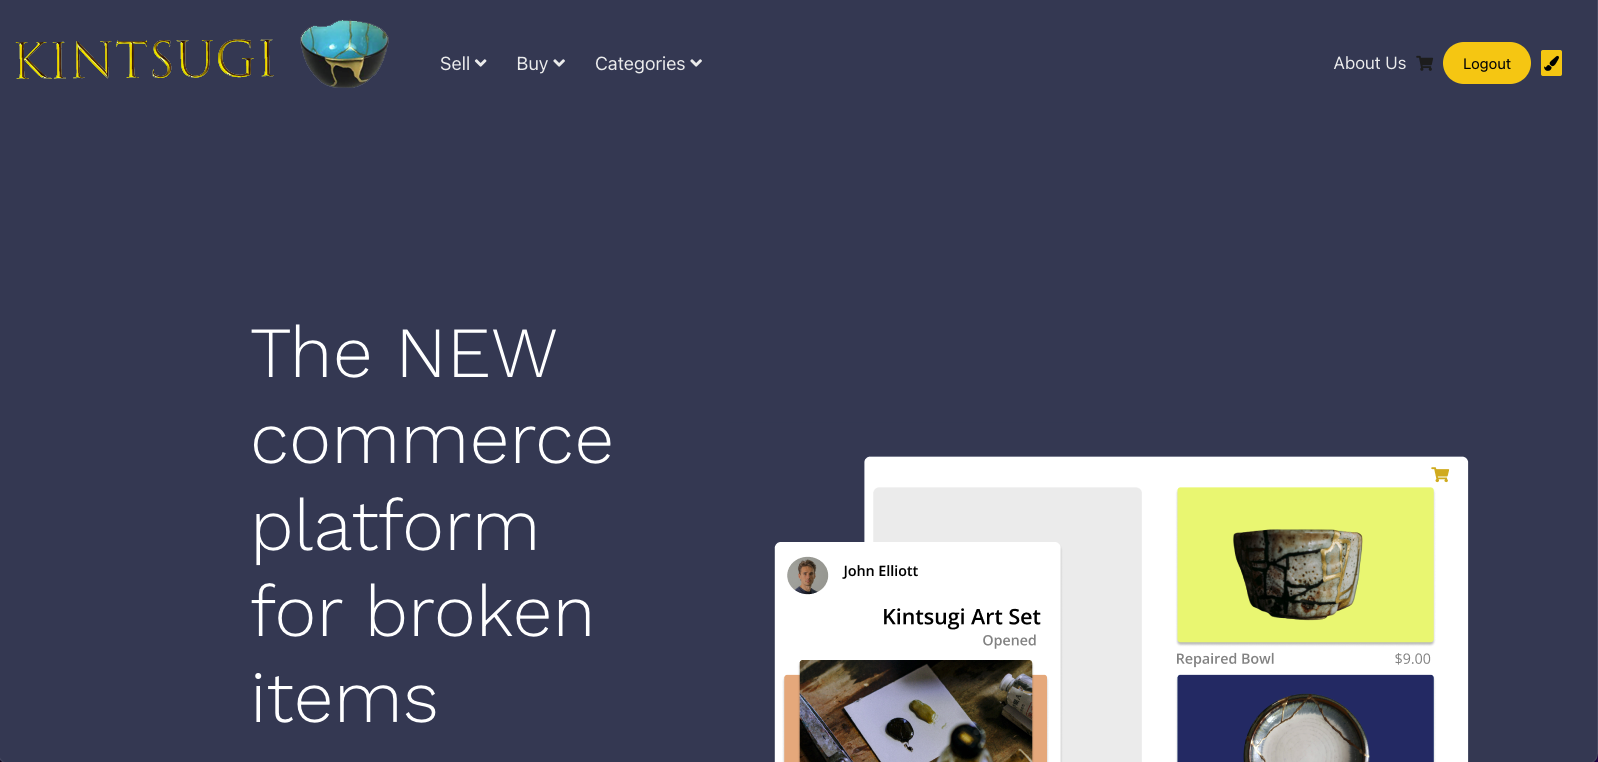 KINTSUGI
Sell Buy Categories
About Us Logout
The NEW
commerce
platform
for broken
items
John Elliott
Kintsugi Art Set
Opened
Repaired Bowl $9.00